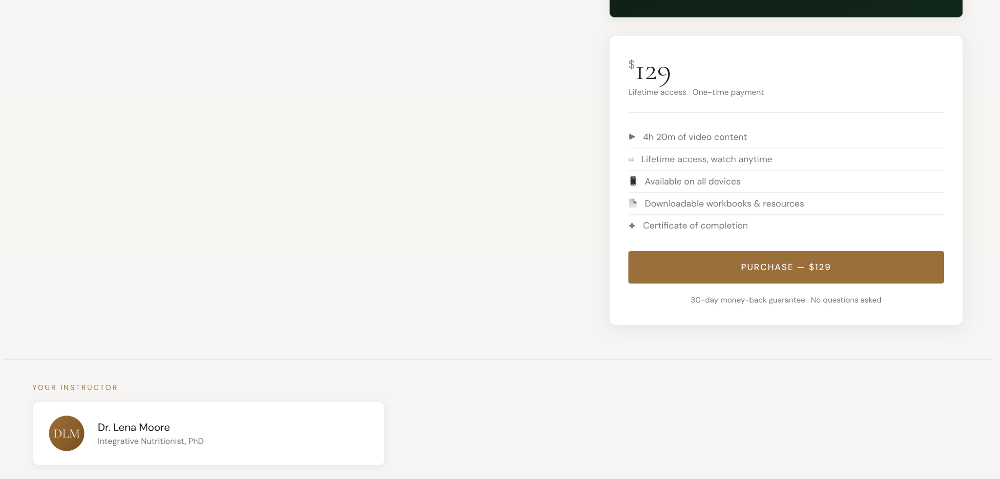 $129
Lifetime access · One-time payment
4h 20m of video content
Lifetime access, watch anytime
Available on all devices
Downloadable workbooks & resources
Certificate of completion
PURCHASE — $129
30-day money-back guarantee · No questions asked
YOUR INSTRUCTOR
DLM
Dr. Lena Moore
Integrative Nutritionist, PhD